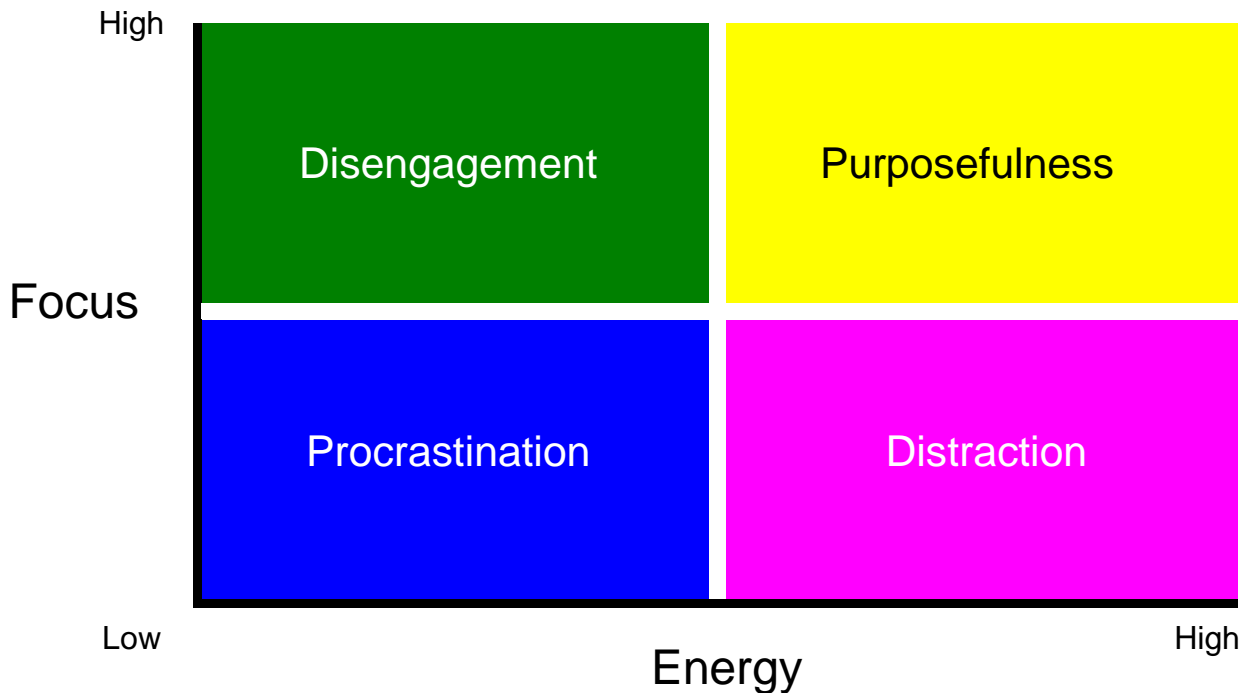 High
Disengagement
Purposefulness
Focus
Procrastination
Distraction
Low
High
Energy